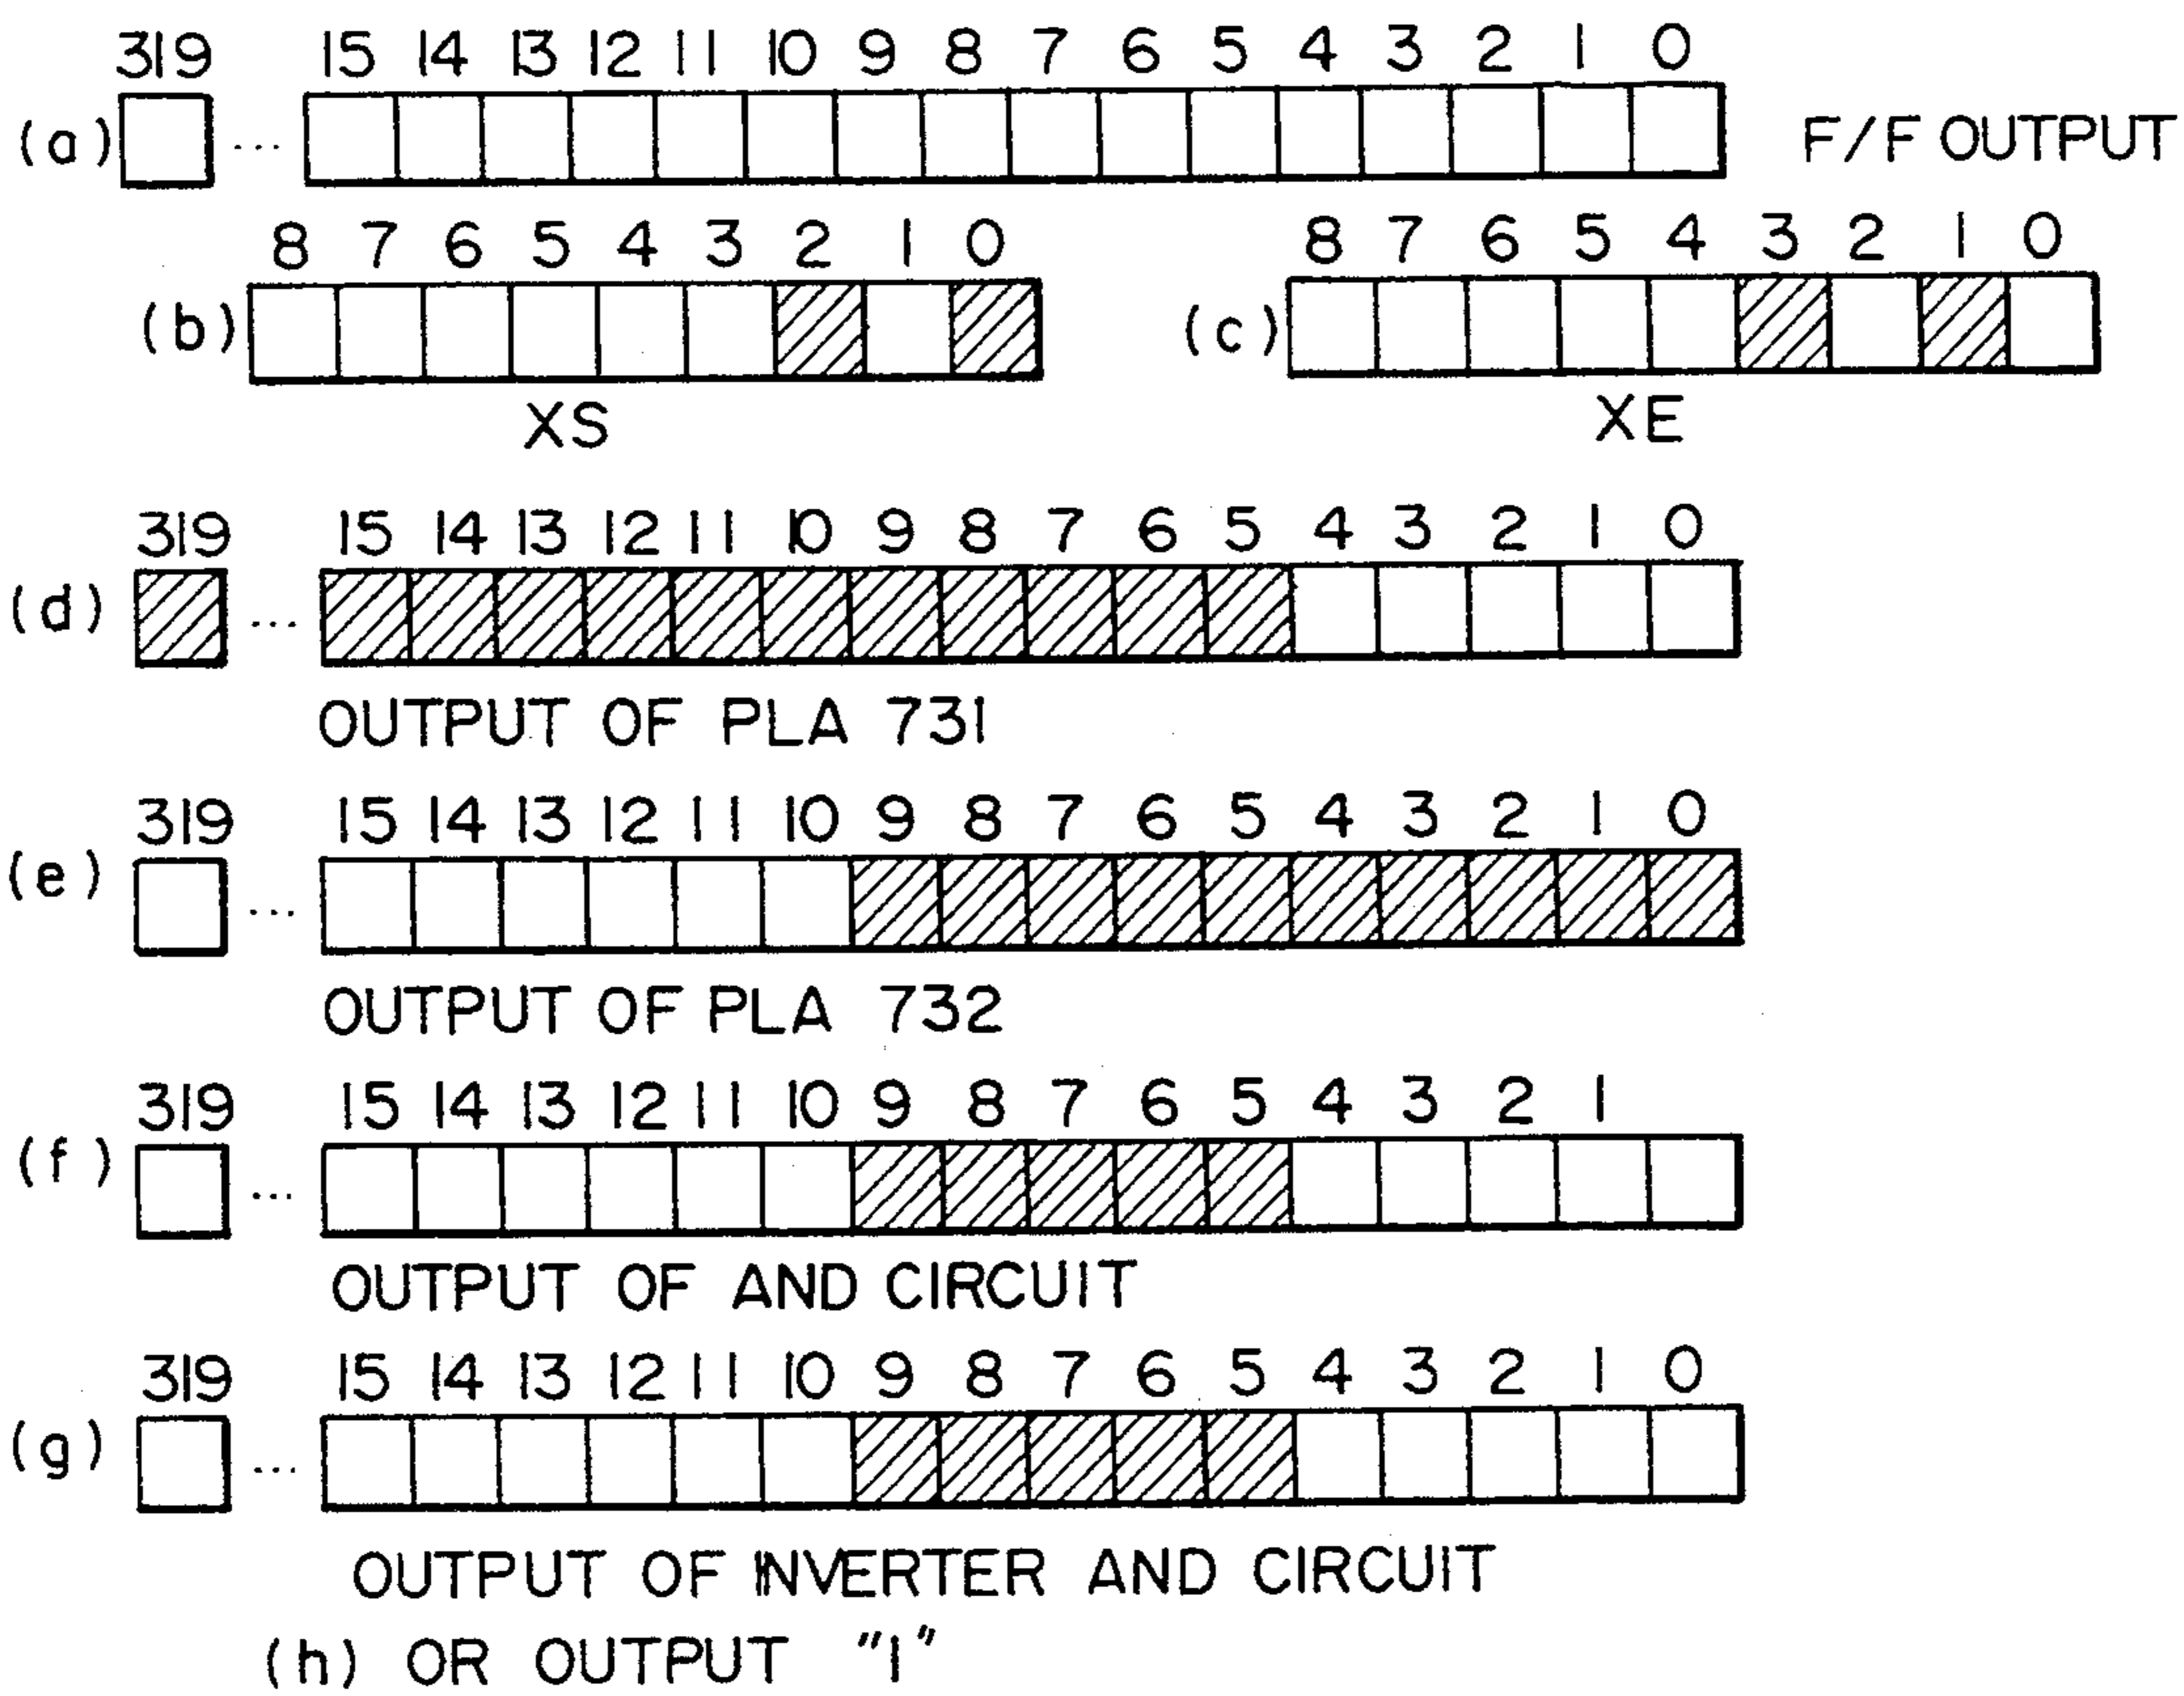 319 15 14 13 12 11 10 9 8 7 6 5 4 3 2 1 0
(a) ... F/F OUTPUT
8 7 6 5 4 3 2 1 0
(b)
XS
8 7 6 5 4 3 2 1 0
(c)
XE
319 15 14 13 12 11 10 9 8 7 6 5 4 3 2 1 0
(d) ...
OUTPUT OF PLA 731
319 15 14 13 12 11 10 9 8 7 6 5 4 3 2 1 0
(e) ...
OUTPUT OF PLA 732
319 15 14 13 12 11 10 9 8 7 6 5 4 3 2 1
(f) ...
OUTPUT OF AND CIRCUIT
319 15 14 13 12 11 10 9 8 7 6 5 4 3 2 1 0
(g) ...
OUTPUT OF INVERTER AND CIRCUIT
(h) OR OUTPUT "1"